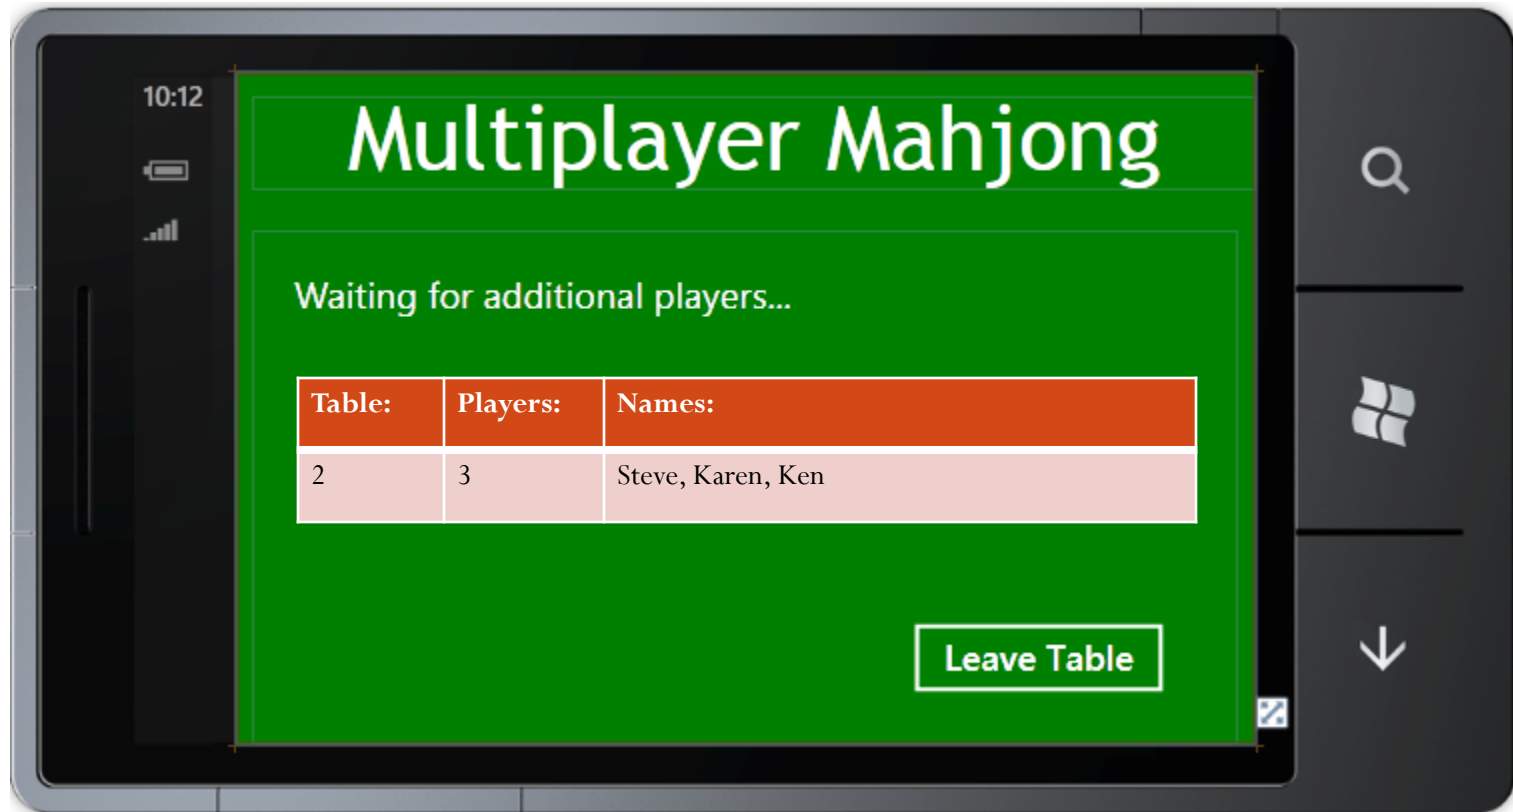 10:12
Multiplayer Mahjong
Waiting for additional players...
Table: Players: Names:
2 3 Steve, Karen, Ken
Leave Table